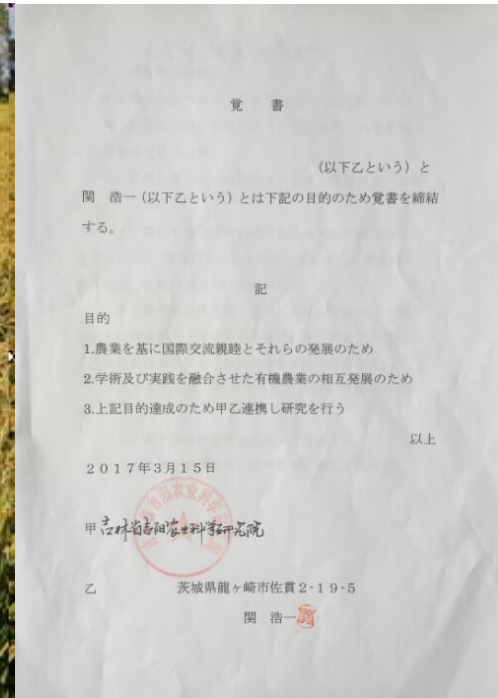 覚 書
(以下乙という) と
関 浩一 (以下乙という) とは下記の目的のため覚書を締結
する。
記
目的
1.農業を基に国際交流親睦とそれらの発展のため
2.学術及び実践を融合させた有機農業の相互発展のため
3.上記目的達成のため甲乙連携し研究を行う
以上
2017年3月15日
甲 吉林省吉阳农业科学研究院
乙 茨城県龍ヶ崎市佐貫2-19-5
関 浩一